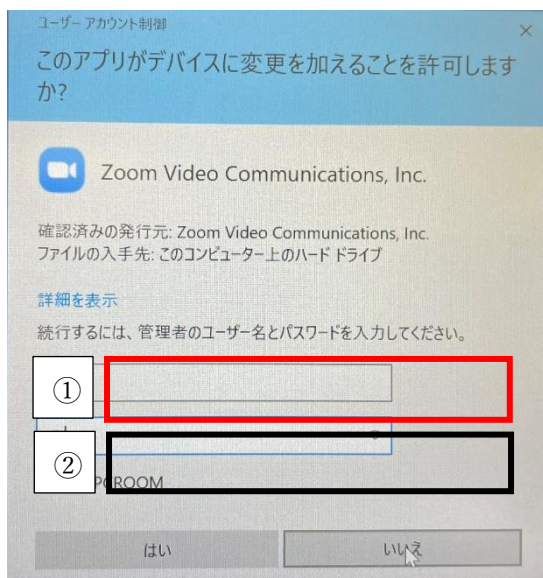 ユーザー アカウント制御
このアプリがデバイスに変更を加えることを許可します
か?
Zoom Video Communications, Inc.
確認済みの発行元: Zoom Video Communications, Inc.
ファイルの入手先: このコンピューター上のハード ドライブ
詳細を表示
続行するには、管理者のユーザー名とパスワードを入力してください。
①
②
はい
いいえ